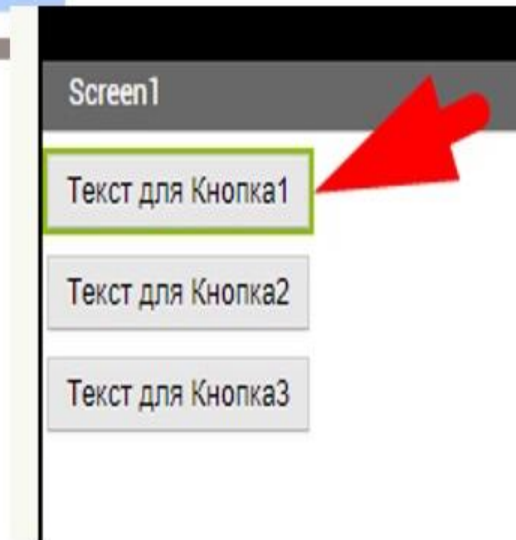 Screen1
Текст для Кнопка1
Текст для Кнопка2
Текст для Кнопка3